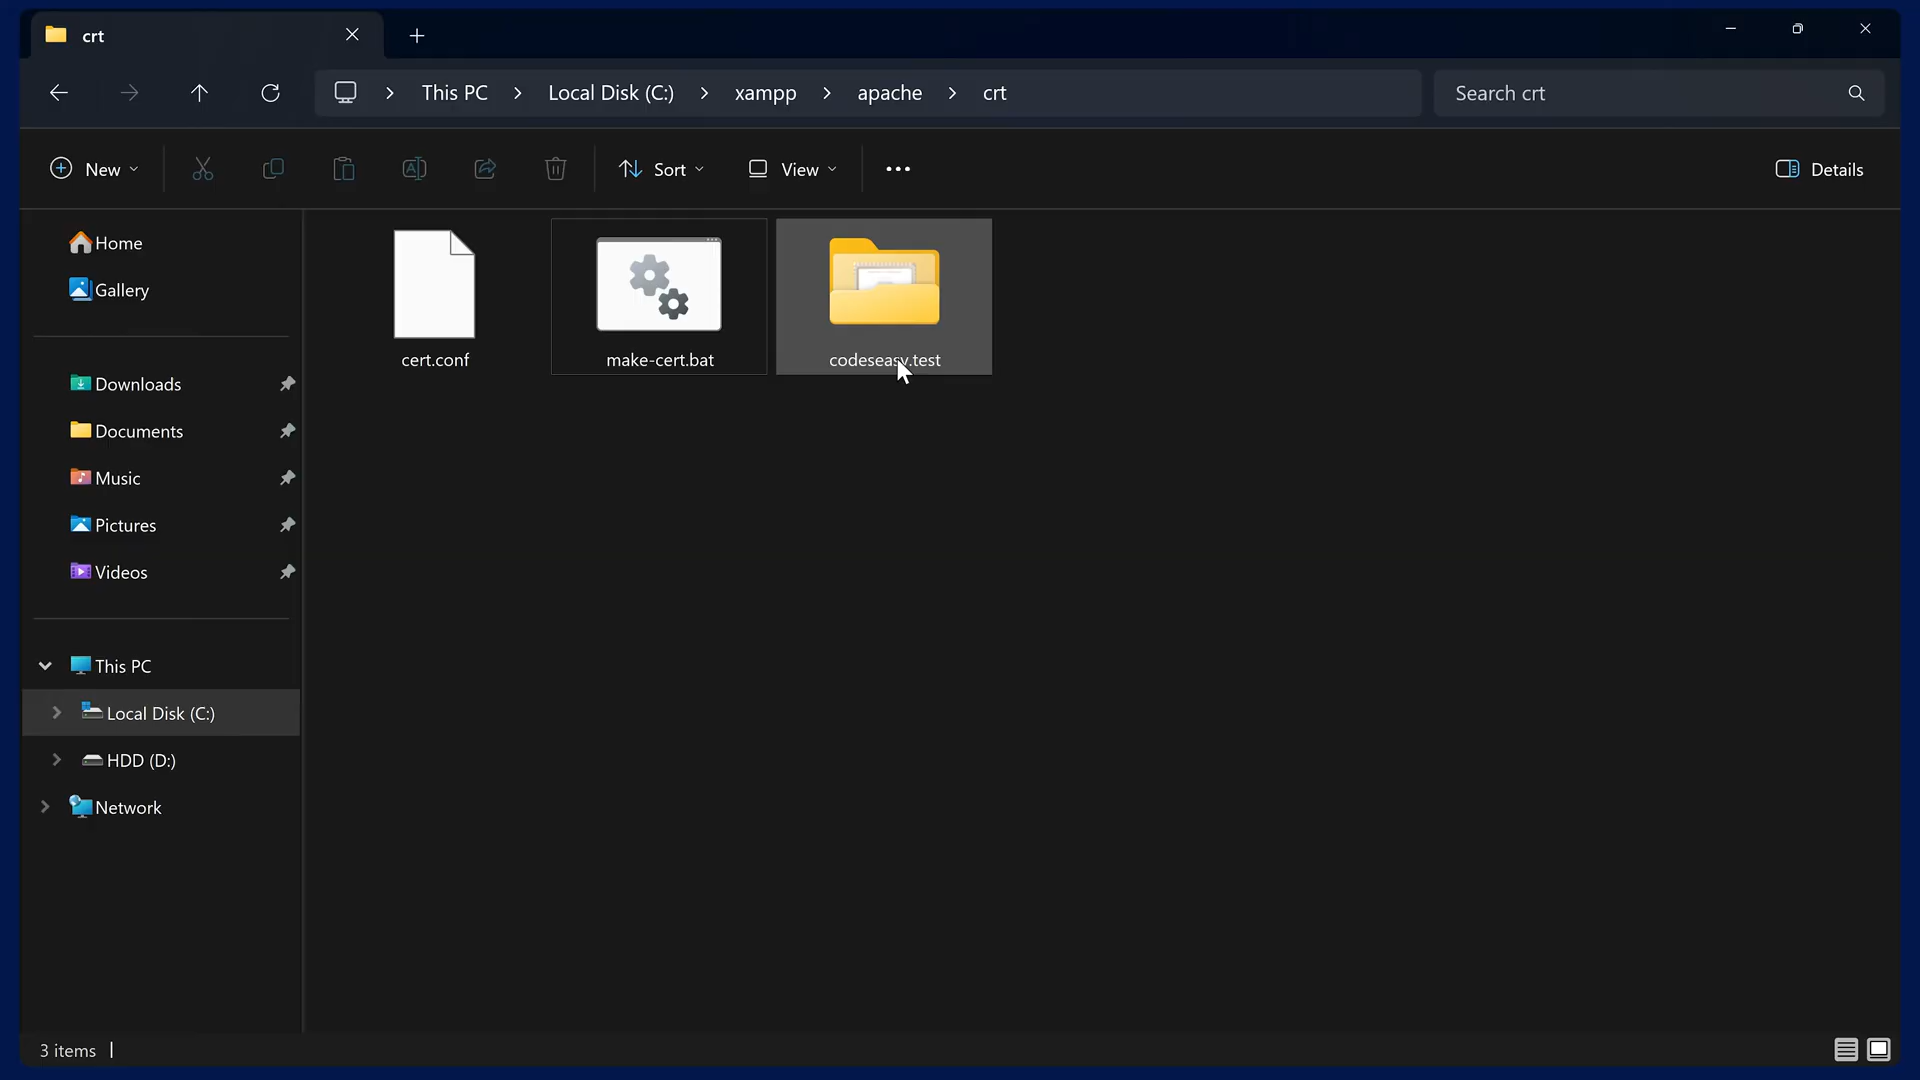 crt
This PC > Local Disk (C:) > xampp > apache > crt
Search crt
New
Sort
View
Details
Home
Gallery
Downloads
Documents
Music
Pictures
Videos
This PC
Local Disk (C:)
HDD (D:)
Network
cert.conf
make-cert.bat
codeseasy.test
3 items